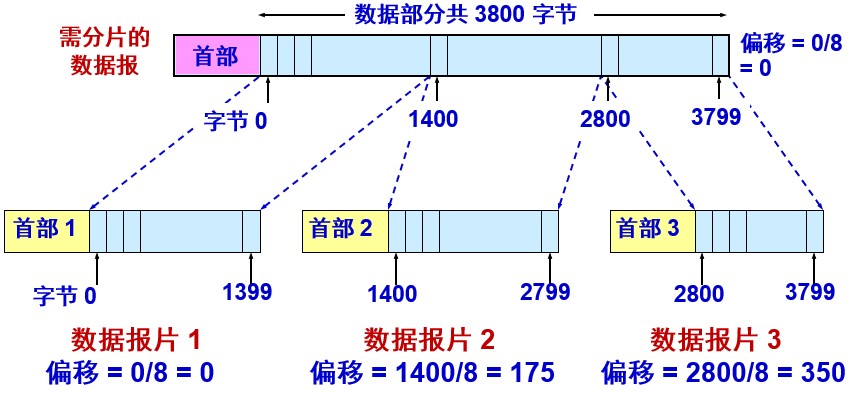 数据部分共 3800 字节
需分片的
数据报
首部
偏移 = 0/8
= 0
字节 0
1400
2800
3799
首部 1
首部 2
首部 3
字节 0
1399
1400
2799
2800
3799
数据报片 1
偏移 = 0/8 = 0
数据报片 2
偏移 = 1400/8 = 175
数据报片 3
偏移 = 2800/8 = 350